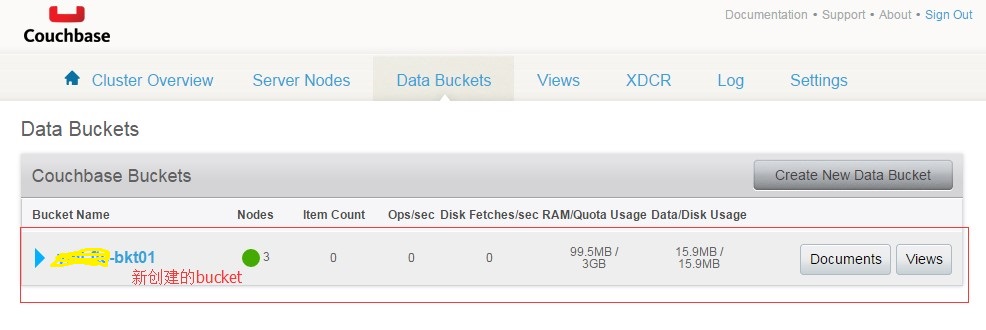 Couchbase
Documentation • Support • About • Sign Out
Cluster Overview Server Nodes Data Buckets Views XDCR Log Settings
Data Buckets
Couchbase Buckets Create New Data Bucket
Bucket Name Nodes Item Count Ops/sec Disk Fetches/sec RAM/Quota Usage Data/Disk Usage
-bkt01 3 0 0 0 99.5MB / 3GB 15.9MB / 15.9MB Documents Views
新创建的bucket